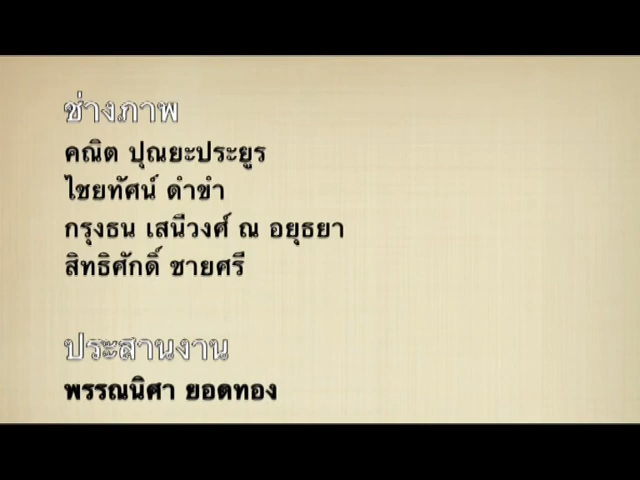 ช่างภาพ
คณิต ปุณยะประยูร
ไชยทัศน์ ดำขำ
กรุงธน เสนีวงศ์ ณ อยุธยา
สิทธิศักดิ์ ชายศรี
ประสานงาน
พรรณนิศา ยอดทอง